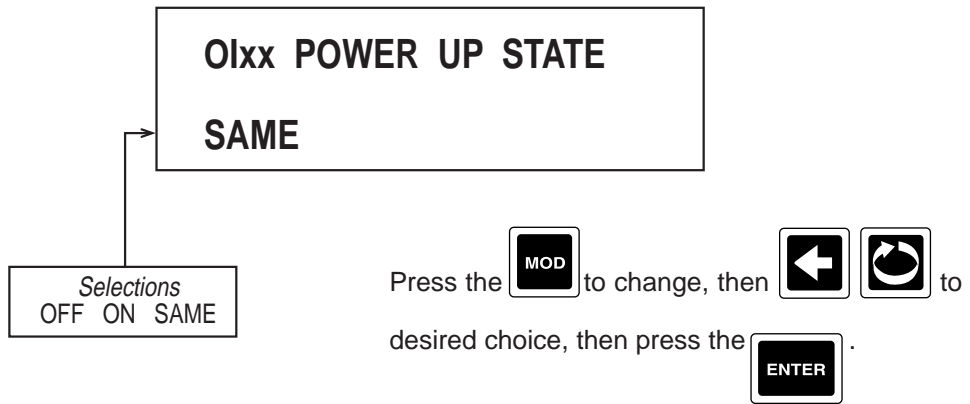 OIxx POWER UP STATE
SAME
Selections
OFF ON SAME
Press the MOD to change, then to
desired choice, then press the ENTER .